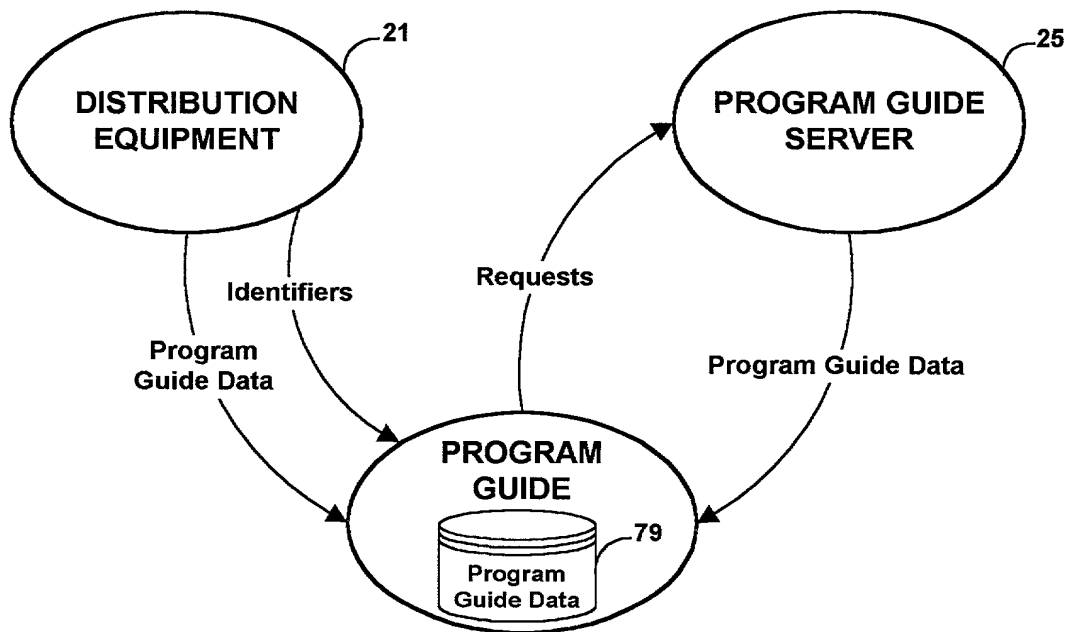 21
DISTRIBUTION
EQUIPMENT
25
PROGRAM GUIDE
SERVER
Identifiers
Requests
Program
Guide Data
Program Guide Data
PROGRAM
GUIDE
79
Program
Guide Data